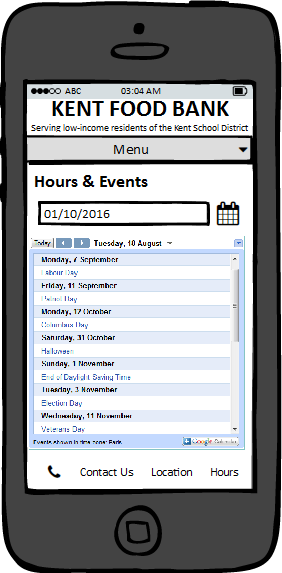 ABC 03:04 AM
KENT FOOD BANK
Serving low-income residents of the Kent School District
Menu
Hours & Events
01/10/2016
Today Tuesday, 18 August
Monday, 7 September
Labour Day
Friday, 11 September
Patriot Day
Monday, 12 October
Columbus Day
Saturday, 31 October
Halloween
Sunday, 1 November
End of Daylight Saving Time
Tuesday, 3 November
Election Day
Wednesday, 11 November
Veterans Day
Events shown in time zone: Paris
Google Calendar
Contact Us Location Hours